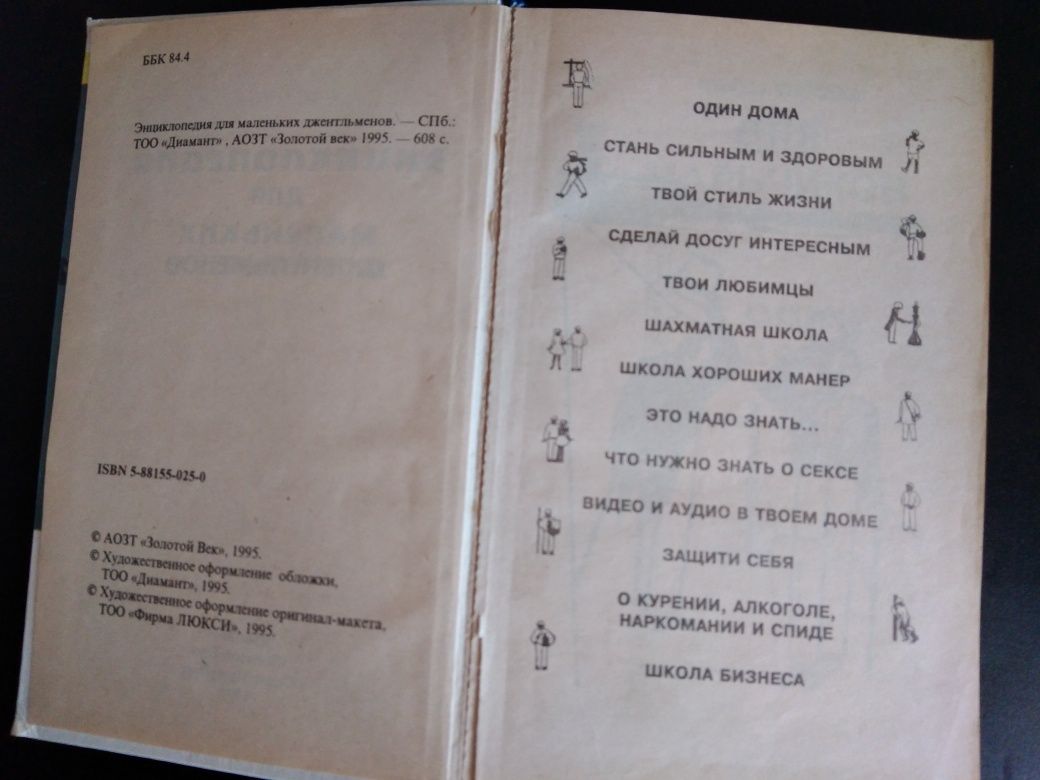 ББК 84.4
Энциклопедия для маленьких джентльменов. — СПб.:
ТОО «Диамант» , АОЗТ «Золотой век» 1995. — 608 с.
ISBN 5-88155-025-0
© АОЗТ «Золотой Век», 1995.
© Художественное оформление обложки,
ТОО «Диамант», 1995.
© Художественное оформление оригинал-макета,
ТОО «Фирма ЛЮКСИ», 1995.
ОДИН ДОМА
СТАНЬ СИЛЬНЫМ И ЗДОРОВЫМ
ТВОЙ СТИЛЬ ЖИЗНИ
СДЕЛАЙ ДОСУГ ИНТЕРЕСНЫМ
ТВОИ ЛЮБИМЦЫ
ШАХМАТНАЯ ШКОЛА
ШКОЛА ХОРОШИХ МАНЕР
ЭТО НАДО ЗНАТЬ...
ЧТО НУЖНО ЗНАТЬ О СЕКСЕ
ВИДЕО И АУДИО В ТВОЕМ ДОМЕ
ЗАЩИТИ СЕБЯ
О КУРЕНИИ, АЛКОГОЛЕ,
НАРКОМАНИИ И СПИДЕ
ШКОЛА БИЗНЕСА